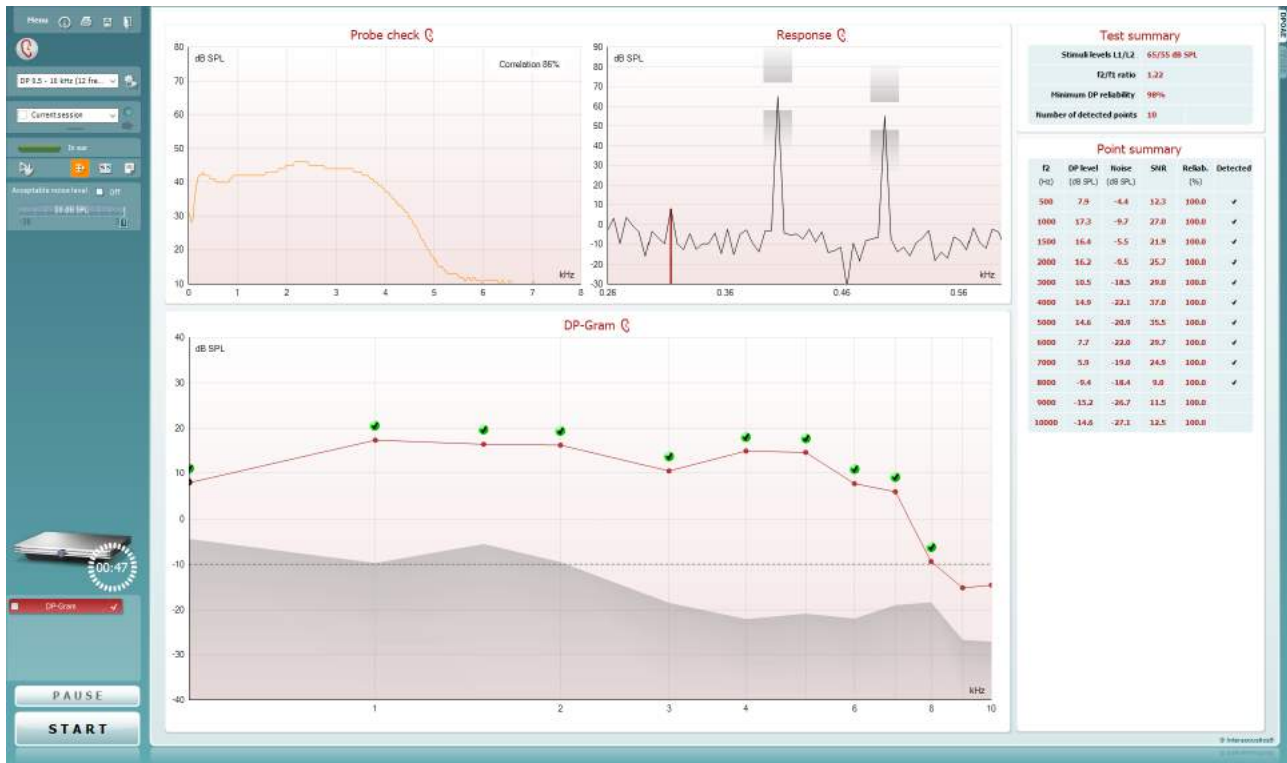 Menu
DP 0.5 - 10 kHz (12 fre...
Current session
In ear
Acceptable noise level Off
-30
PAUSE
START
00:47
DP-Gram
Probe check
dB SPL
Correlation 86%
80
70
60
50
40
30
20
10
0 1 2 3 4 5 6 7 8
kHz
Response
dB SPL
90
80
70
60
50
40
30
20
10
0
-10
-20
-30
0.26 0.36 0.46 0.56
kHz
DP-Gram
dB SPL
40
30
20
10
0
-10
-20
-30
-40
1 2 3 4 6 8 10
kHz
Test summary
Stimuli levels L1/L2 65/55 dB SPL
f2/f1 ratio 1.22
Minimum DP reliability 98%
Number of detected points 10
Point summary
f2 DP level Noise SNR Reliab. Detected
(Hz) (dB SPL) (dB SPL) (%)
500 7.9 -4.4 12.3 100.0 ✓
1000 17.3 -9.7 27.0 100.0 ✓
1500 16.4 -5.5 21.9 100.0 ✓
2000 16.2 -9.5 25.7 100.0 ✓
3000 10.5 -18.5 29.0 100.0 ✓
4000 14.9 -22.1 37.0 100.0 ✓
5000 14.6 -20.9 35.5 100.0 ✓
6000 7.7 -22.0 29.7 100.0 ✓
7000 5.9 -19.0 24.9 100.0 ✓
8000 -9.4 -18.4 9.0 100.0 ✓
9000 -15.2 -26.7 11.5 100.0
10000 -14.6 -27.1 12.5 100.0
DPOAE
© Interacoustics®